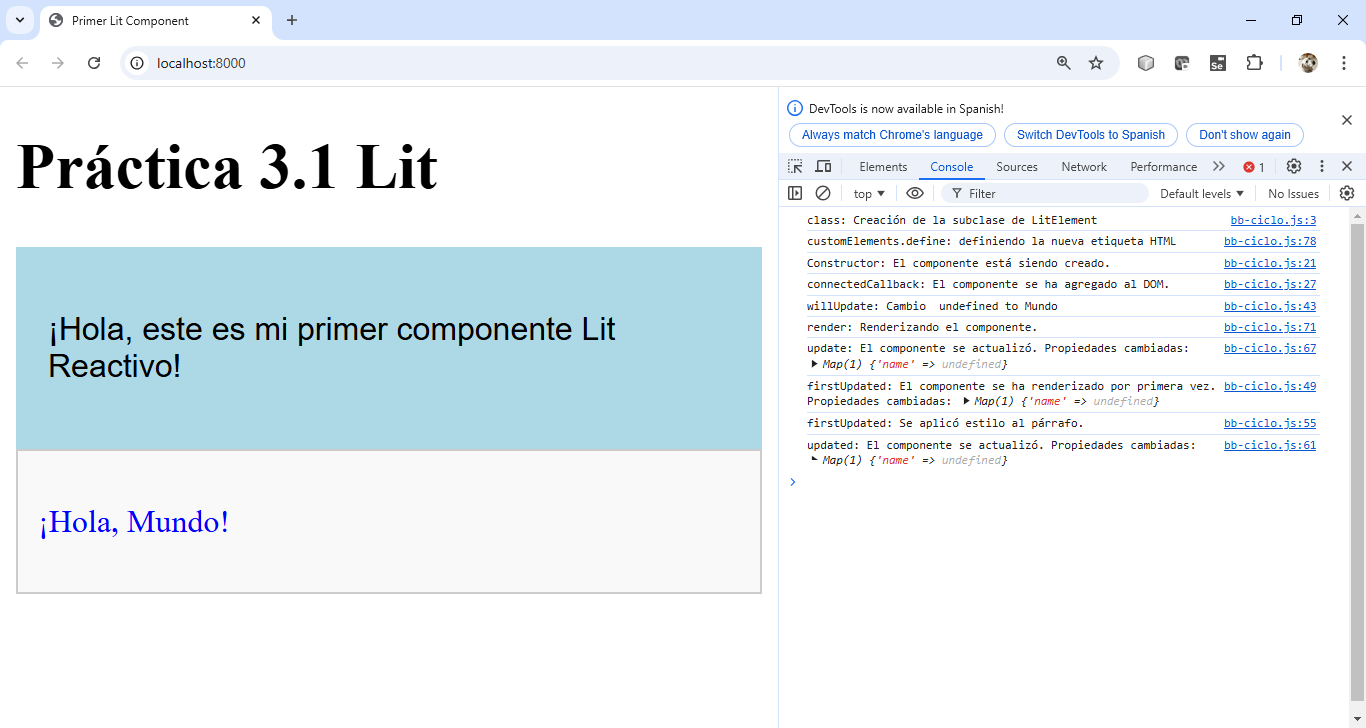 Primer Lit Component
localhost:8000
Se
Práctica 3.1 Lit
¡Hola, este es mi primer componente Lit
Reactivo!
¡Hola, Mundo!
DevTools is now available in Spanish!
Always match Chrome's language
Switch DevTools to Spanish
Don't show again
Elements
Console
Sources
Network
Performance
1
top
Filter
Default levels
No Issues
class: Creación de la subclase de LitElement bb-ciclo.js:3
customElements.define: definiendo la nueva etiqueta HTML bb-ciclo.js:78
Constructor: El componente está siendo creado. bb-ciclo.js:21
connectedCallback: El componente se ha agregado al DOM. bb-ciclo.js:27
willUpdate: Cambio  undefined to Mundo bb-ciclo.js:43
render: Renderizando el componente. bb-ciclo.js:71
update: El componente se actualizó. Propiedades cambiadas: bb-ciclo.js:67
Map(1) {'name' => undefined}
firstUpdated: El componente se ha renderizado por primera vez. bb-ciclo.js:49
Propiedades cambiadas: Map(1) {'name' => undefined}
firstUpdated: Se aplicó estilo al párrafo. bb-ciclo.js:55
updated: El componente se actualizó. Propiedades cambiadas: bb-ciclo.js:61
Map(1) {'name' => undefined}